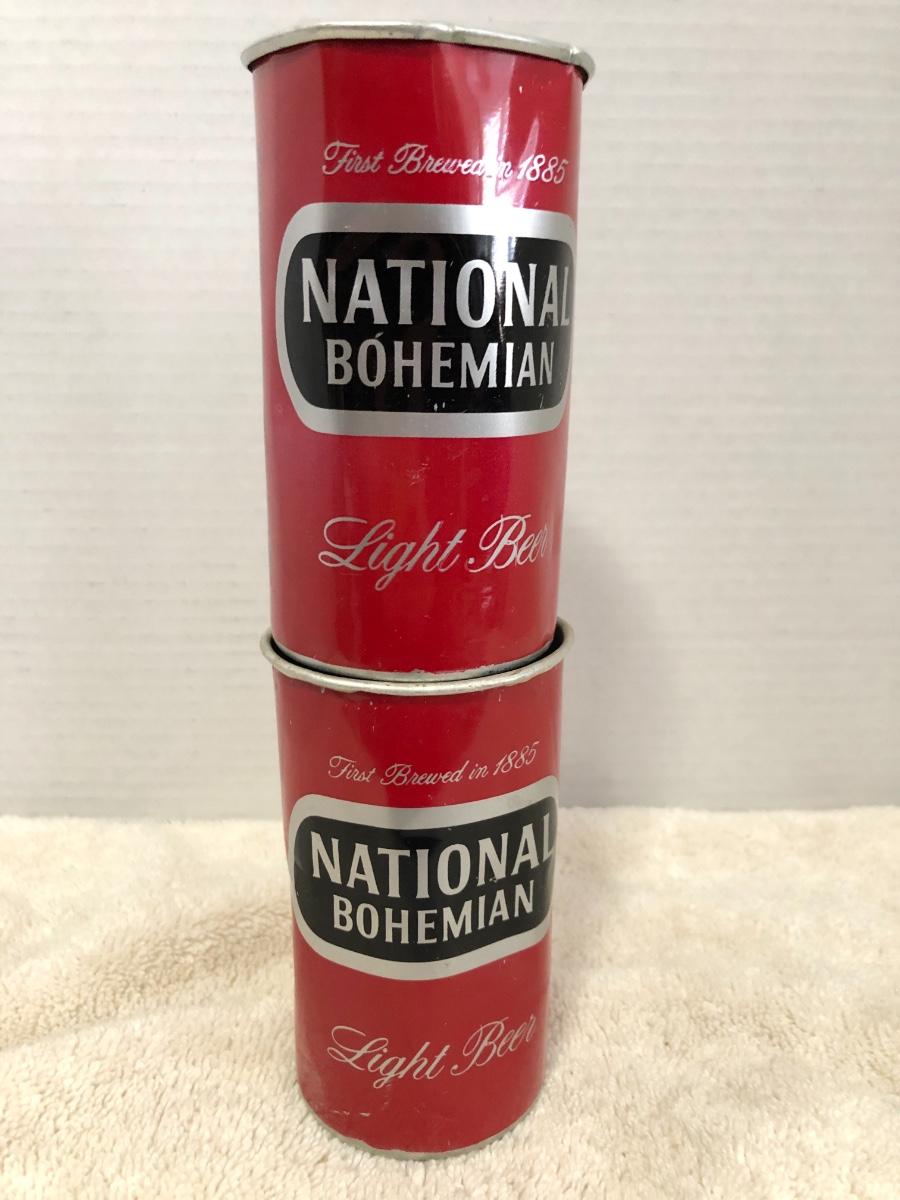 First Brewed in 1885
NATIONAL
BOHEMIAN
Light Beer
First Brewed in 1885
NATIONAL
BOHEMIAN
Light Beer